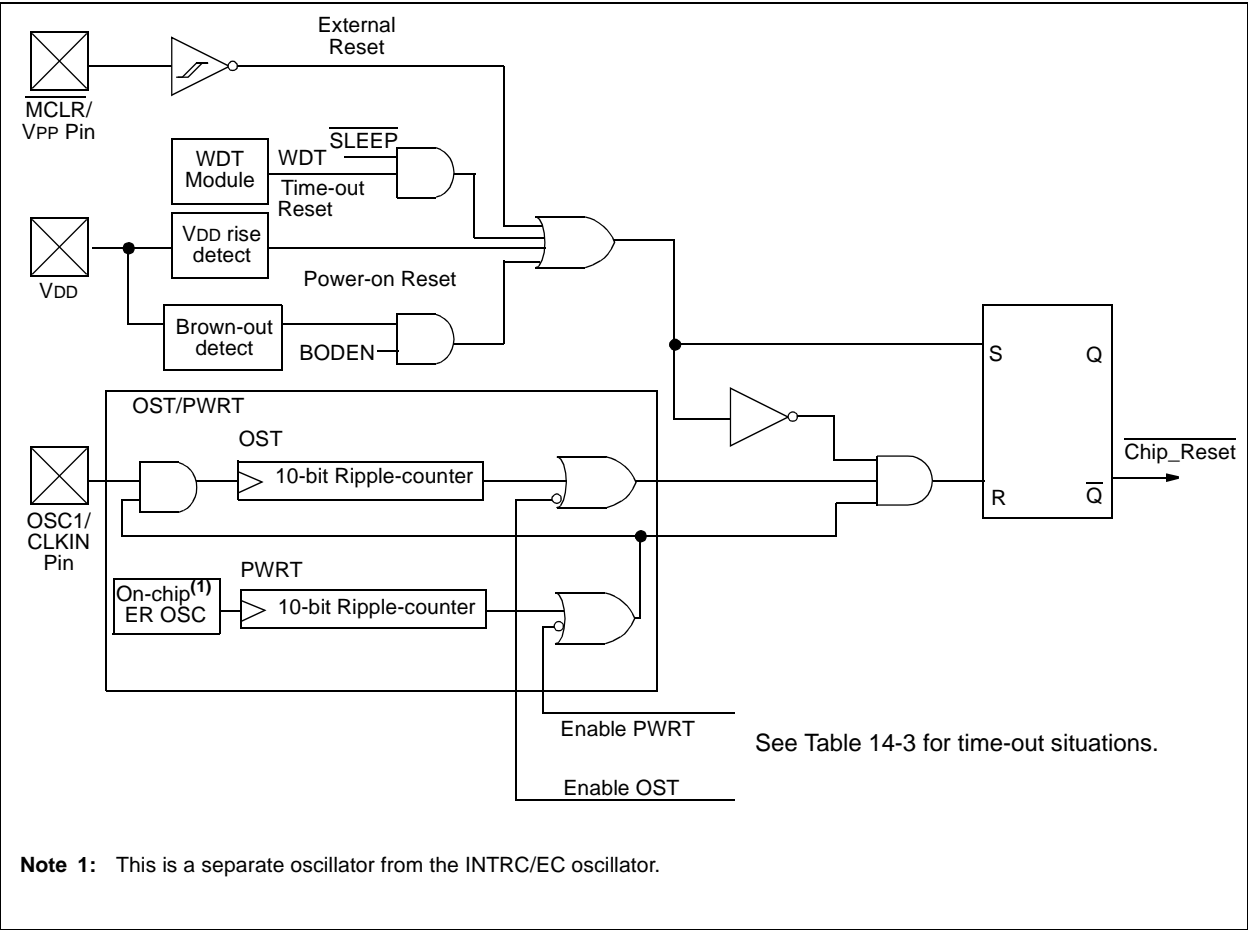 External
Reset
M̅C̅L̅R̅/
VPP Pin
S̅L̅E̅E̅P̅
WDT
Module
WDT
Time-out
Reset
VDD rise
detect
VDD
Power-on Reset
Brown-out
detect
BODEN
S
Q
OST/PWRT
OST
C̅h̅i̅p̅_̅R̅e̅s̅e̅t̅
10-bit Ripple-counter
R
Q̅
OSC1/
CLKIN
Pin
PWRT
On-chip(1)
ER OSC
10-bit Ripple-counter
Enable PWRT
See Table 14-3 for time-out situations.
Enable OST
Note 1: This is a separate oscillator from the INTRC/EC oscillator.